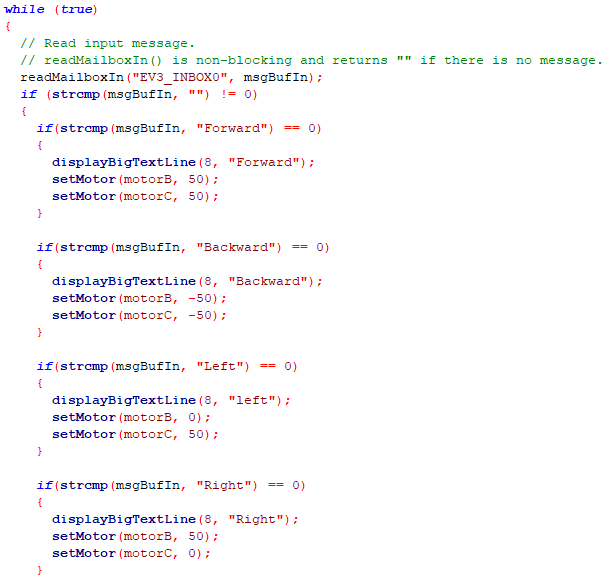 while (true)
{
  // Read input message.
  // readMailboxIn() is non-blocking and returns "" if there is no message.
  readMailboxIn("EV3_INBOX0", msgBufIn);
  if (strcmp(msgBufIn, "") != 0)
  {
    if(strcmp(msgBufIn, "Forward") == 0)
    {
      displayBigTextLine(8, "Forward");
      setMotor(motorB, 50);
      setMotor(motorC, 50);
    }

    if(strcmp(msgBufIn, "Backward") == 0)
    {
      displayBigTextLine(8, "Backward");
      setMotor(motorB, -50);
      setMotor(motorC, -50);
    }

    if(strcmp(msgBufIn, "Left") == 0)
    {
      displayBigTextLine(8, "left");
      setMotor(motorB, 0);
      setMotor(motorC, 50);
    }

    if(strcmp(msgBufIn, "Right") == 0)
    {
      displayBigTextLine(8, "Right");
      setMotor(motorB, 50);
      setMotor(motorC, 0);
    }